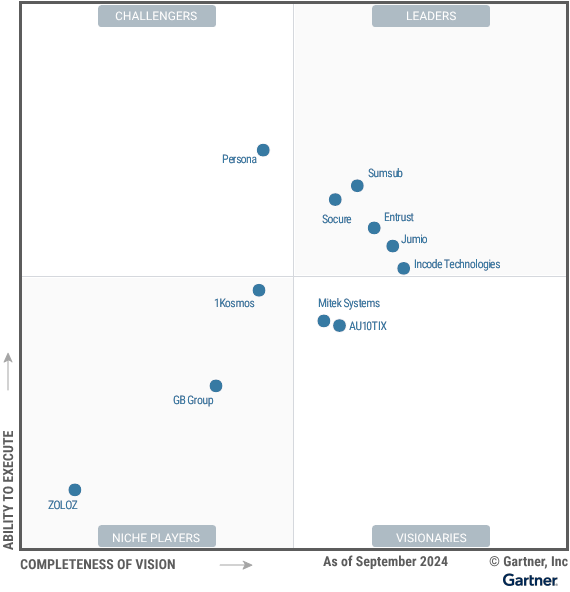 CHALLENGERS
LEADERS
Persona
Sumsub
Socure
Entrust
Jumio
Incode Technologies
1Kosmos
Mitek Systems
AU10TIX
GB Group
ZOLOZ
NICHE PLAYERS
VISIONARIES
ABILITY TO EXECUTE
COMPLETENESS OF VISION
As of September 2024
© Gartner, Inc
Gartner